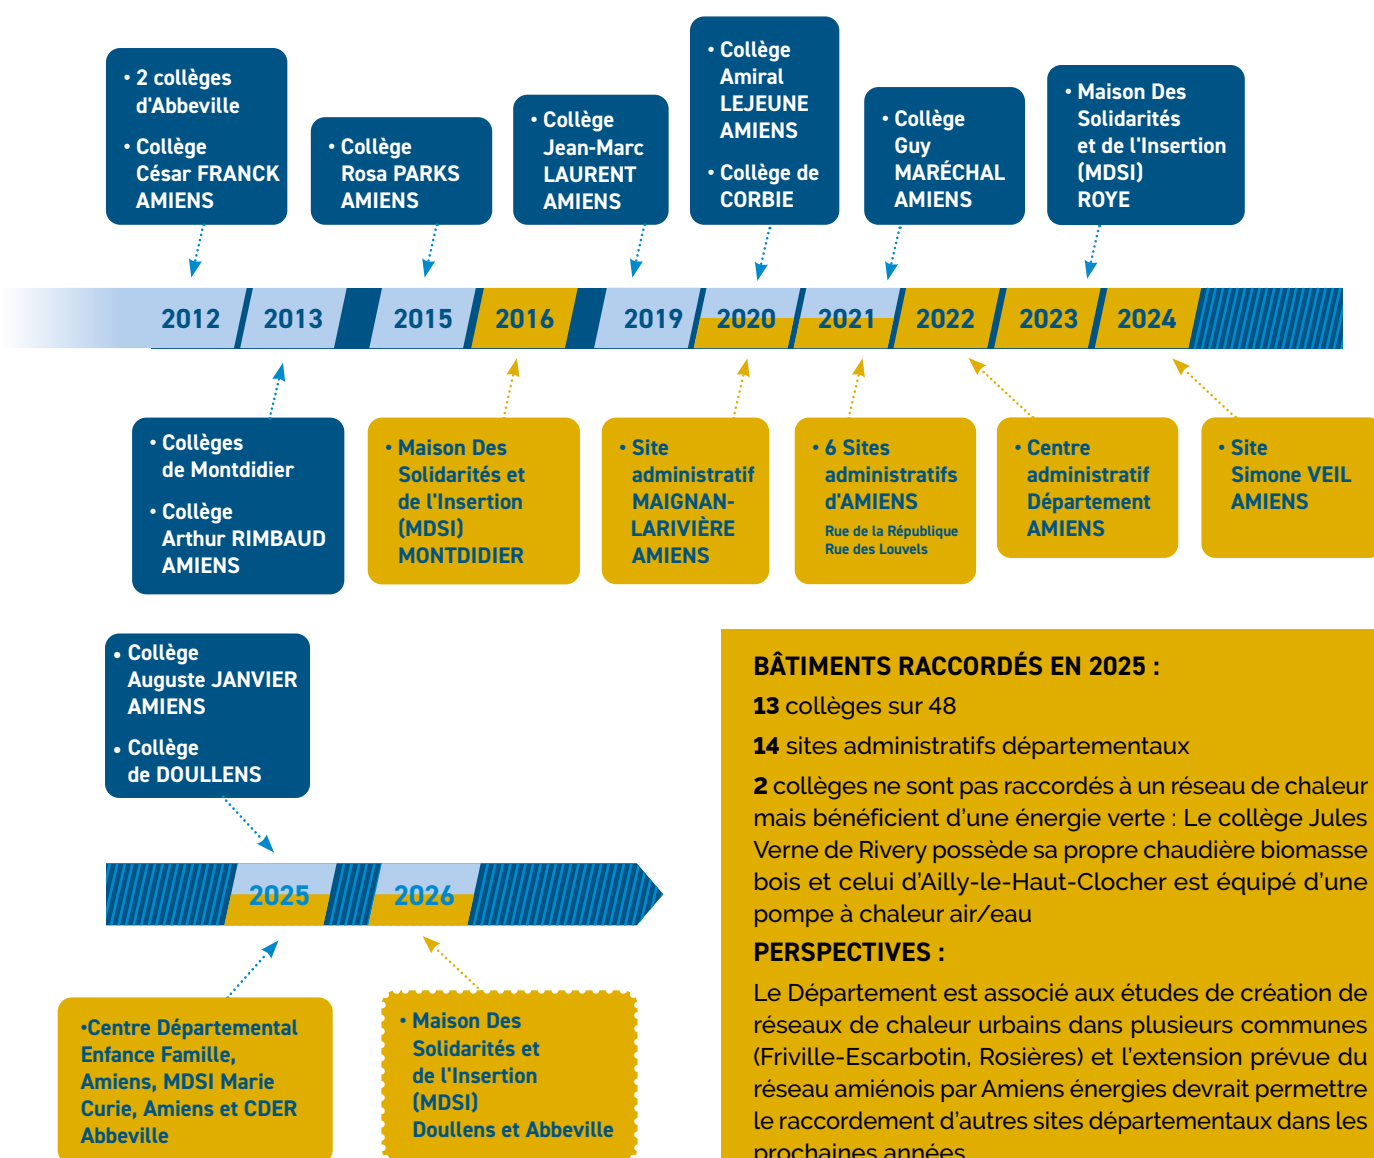 • 2 collèges
d'Abbeville
• Collège
César FRANCK
AMIENS
• Collège
Rosa PARKS
AMIENS
• Collège
Jean-Marc
LAURENT
AMIENS
• Collège
Amiral
LEJEUNE
AMIENS
• Collège de
CORBIE
• Collège
Guy
MARÉCHAL
AMIENS
• Maison Des
Solidarités
et de l'Insertion
(MDSI)
ROYE
2012
2013
2015
2016
2019
2020
2021
2022
2023
2024
• Collèges
de Montdidier
• Collège
Arthur RIMBAUD
AMIENS
• Maison Des
Solidarités et
de l'Insertion
(MDSI)
MONTDIDIER
• Site
administratif
MAIGNAN-
LARIVIÈRE
AMIENS
• 6 Sites
administratifs
d'AMIENS
Rue de la République
Rue des Louvels
• Centre
administratif
Département
AMIENS
• Site
Simone VEIL
AMIENS
• Collège
Auguste JANVIER
AMIENS
• Collège
de DOULLENS
2025
2026
•Centre Départemental
Enfance Famille,
Amiens, MDSI Marie
Curie, Amiens et CDER
Abbeville
• Maison Des
Solidarités et
de l'Insertion
(MDSI)
Doullens et Abbeville
BÂTIMENTS RACCORDÉS EN 2025 :
13 collèges sur 48
14 sites administratifs départementaux
2 collèges ne sont pas raccordés à un réseau de chaleur
mais bénéficient d'une énergie verte : Le collège Jules
Verne de Rivery possède sa propre chaudière biomasse
bois et celui d'Ailly-le-Haut-Clocher est équipé d'une
pompe à chaleur air/eau
PERSPECTIVES :
Le Département est associé aux études de création de
réseaux de chaleur urbains dans plusieurs communes
(Friville-Escarbotin, Rosières) et l'extension prévue du
réseau amiénois par Amiens énergies devrait permettre
le raccordement d'autres sites départementaux dans les
prochaines années